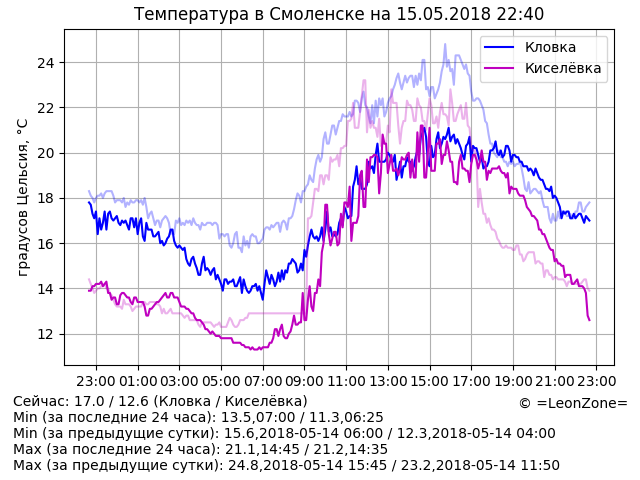 Температура в Смоленске на 15.05.2018 22:40
градусов Цельсия, °C
24
22
20
18
16
14
12
Кловка
Киселёвка
23:00 01:00 03:00 05:00 07:00 09:00 11:00 13:00 15:00 17:00 19:00 21:00 23:00
Сейчас: 17.0 / 12.6 (Кловка / Киселёвка)
© =LeonZone=
Min (за последние 24 часа): 13.5,07:00 / 11.3,06:25
Min (за предыдущие сутки): 15.6,2018-05-14 06:00 / 12.3,2018-05-14 04:00
Max (за последние 24 часа): 21.1,14:45 / 21.2,14:35
Max (за предыдущие сутки): 24.8,2018-05-14 15:45 / 23.2,2018-05-14 11:50